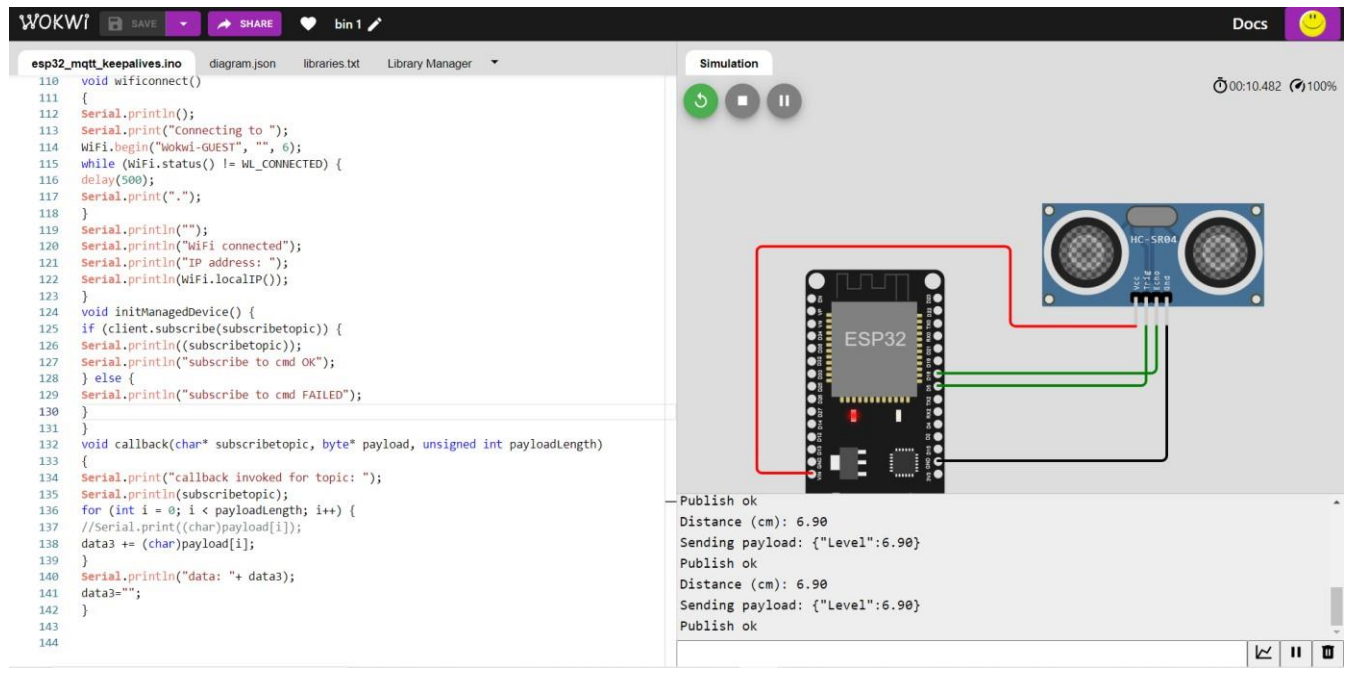 WOKWi SAVE SHARE bin 1 Docs
esp32_mqtt_keepalives.ino diagram.json libraries.txt Library Manager
110 void wificonnect()
111 {
112 Serial.println();
113 Serial.print("Connecting to ");
114 WiFi.begin("Wokwi-GUEST", "", 6);
115 while (WiFi.status() != WL_CONNECTED) {
116 delay(500);
117 Serial.print(".");
118 }
119 Serial.println("");
120 Serial.println("WiFi connected");
121 Serial.println("IP address: ");
122 Serial.println(WiFi.localIP());
123 }
124 void initManagedDevice() {
125 if (client.subscribe(subscribetopic)) {
126 Serial.println((subscribetopic));
127 Serial.println("subscribe to cmd OK");
128 } else {
129 Serial.println("subscribe to cmd FAILED");
130 }
131 }
132 void callback(char* subscribetopic, byte* payload, unsigned int payloadLength)
133 {
134 Serial.print("callback invoked for topic: ");
135 Serial.println(subscribetopic);
136 for (int i = 0; i < payloadLength; i++) {
137 //Serial.print((char)payload[i]);
138 data3 += (char)payload[i];
139 }
140 Serial.println("data: "+ data3);
141 data3="";
142 }
143
144
Simulation
00:10.482 100%
HC-SR04
Vcc
Trig
Echo
Gnd
ESP32
Publish ok
Distance (cm): 6.90
Sending payload: {"Level":6.90}
Publish ok
Distance (cm): 6.90
Sending payload: {"Level":6.90}
Publish ok